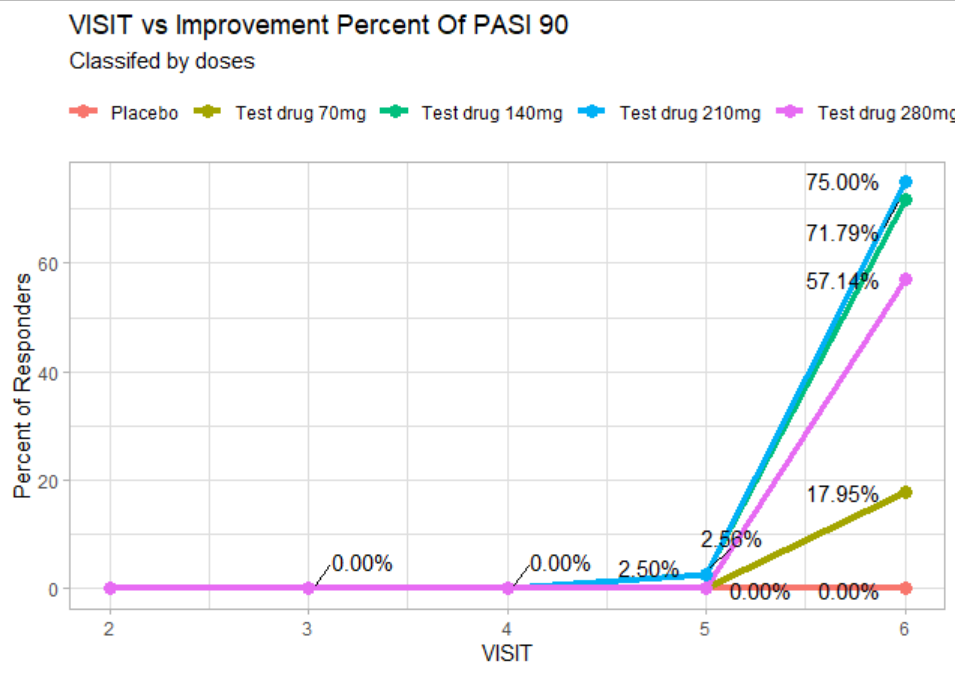 VISIT vs Improvement Percent Of PASI 90
Classifed by doses
Placebo Test drug 70mg Test drug 140mg Test drug 210mg Test drug 280mg
Percent of Responders
75.00%
71.79%
60
57.14%
40
20
17.95%
2.56%
0.00% 0.00% 2.50%
0 0.00% 0.00%
2 3 4 5 6
VISIT